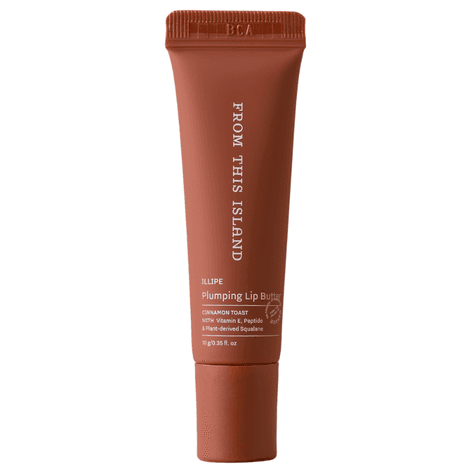 BCA
FROM THIS ISLAND
ILLIPE
Plumping Lip Butter
CINNAMON TOAST
WITH Vitamin E, Peptide
& Plant-derived Squalane
10 g/0.35 fl. oz